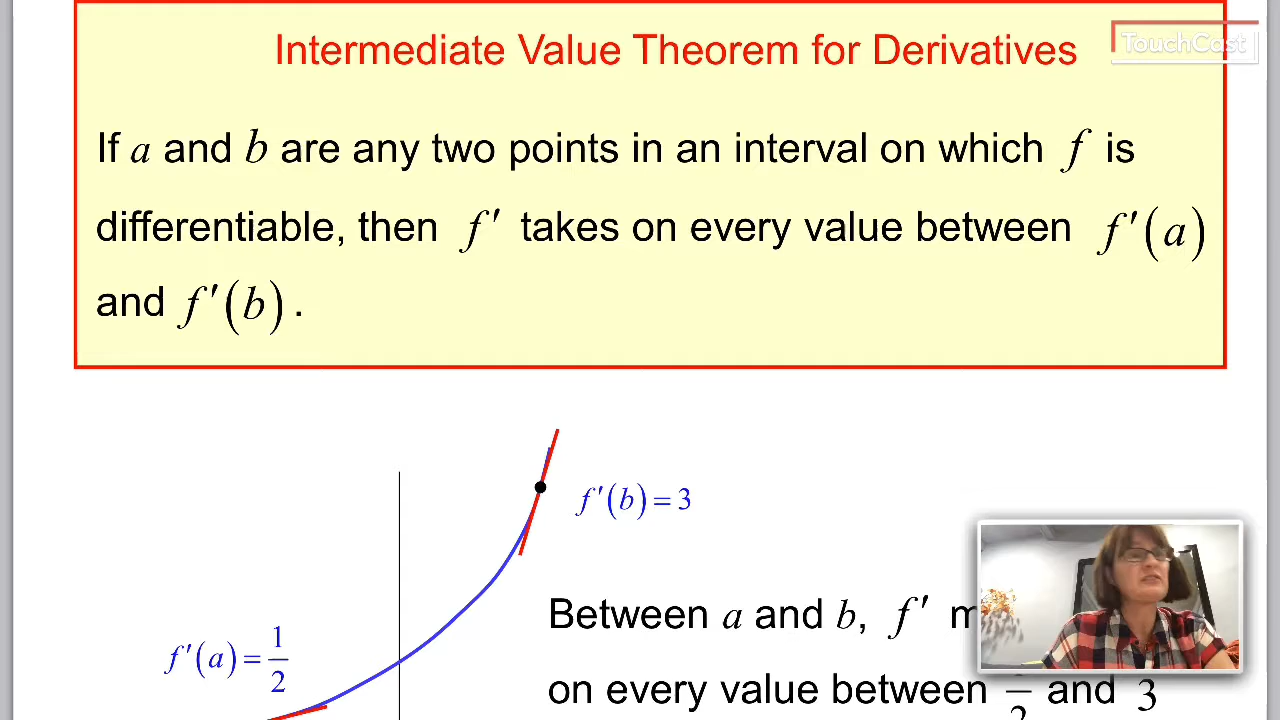 Intermediate Value Theorem for Derivatives
TouchCast
If a and b are any two points in an interval on which f is
differentiable, then f′ takes on every value between f′(a)
and f′(b).
f′(b) = 3
Between a and b, f′
f′(a) = 1/2
on every value between and 3